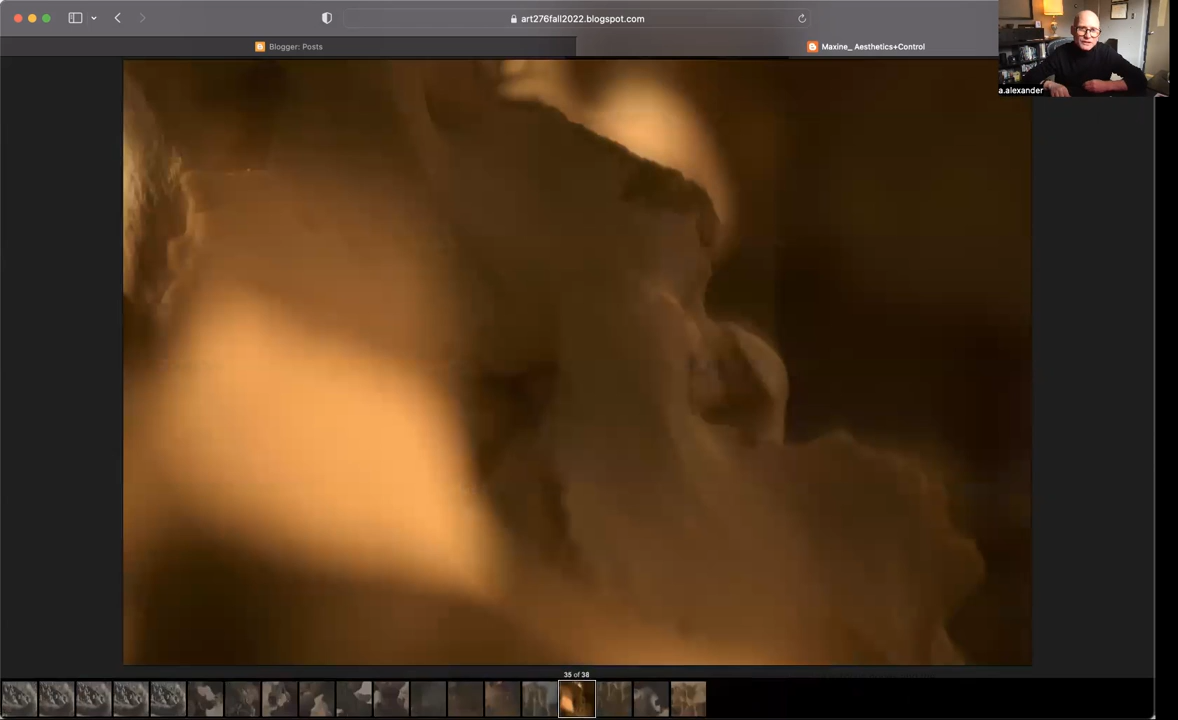 art276fall2022.blogspot.com
Blogger: Posts
Maxine_ Aesthetics+Control
a.alexander
35 of 38